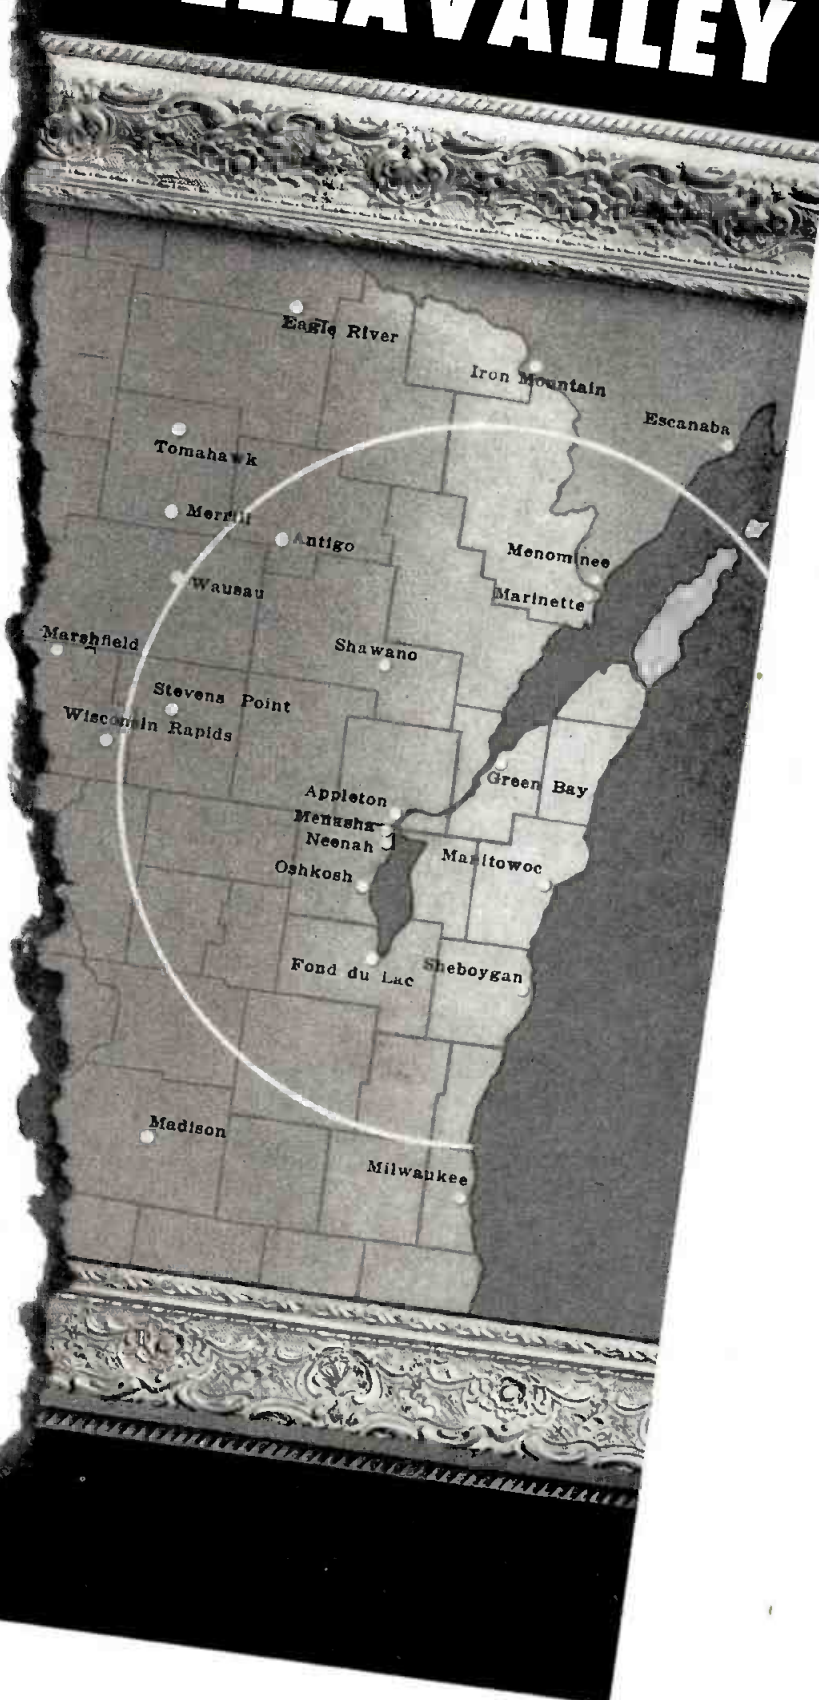 Eagle River
Iron Mountain
Escanaba
Tomahawk
Merrill
Antigo
Menominee
Wausau
Marinette
Marshfield
Shawano
Stevens Point
Wisconsin Rapids
Green Bay
Appleton
Menasha
Neenah
Manitowoc
Oshkosh
Fond du Lac
Sheboygan
Madison
Milwaukee